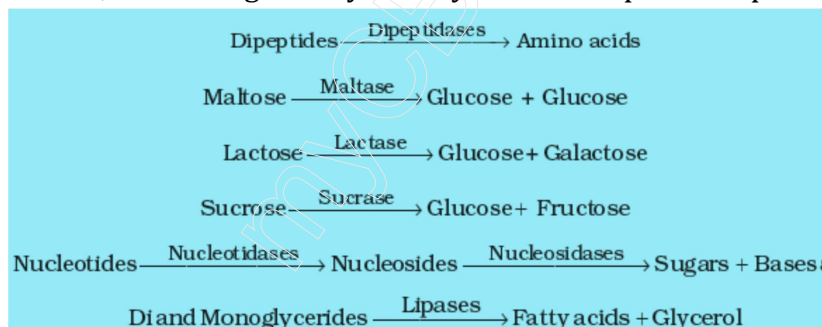 Dipeptides Dipeptidases → Amino acids
Maltose Maltase → Glucose + Glucose
Lactose Lactase → Glucose+ Galactose
Sucrose Sucrase → Glucose+ Fructose
Nucleotides Nucleotidases → Nucleosides Nucleosidases → Sugars + Bases
Di and Monoglycerides Lipases → Fatty acids + Glycerol